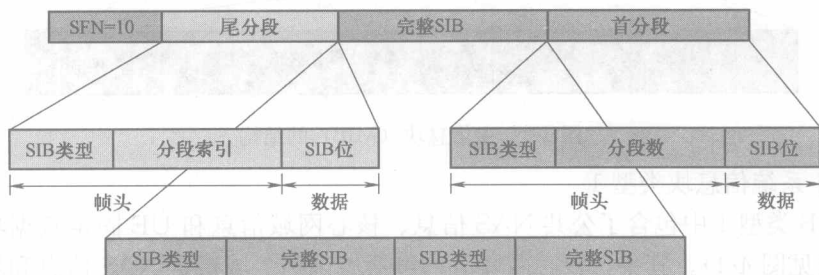 SFN=10 尾分段 完整SIB 首分段
SIB类型 分段索引 SIB位 SIB类型 分段数 SIB位
帧头 数据 帧头 数据
SIB类型 完整SIB SIB类型 完整SIB